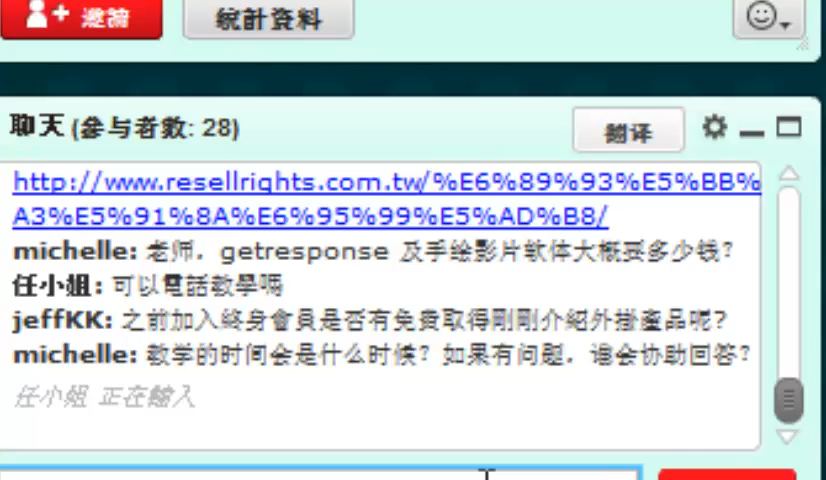 邀請
統計資料
聊天 (參与者數: 28)
翻译
http://www.resellrights.com.tw/%E6%89%93%E5%BB%
A3%E5%91%8A%E6%95%99%E5%AD%B8/
michelle: 老师，getresponse 及手绘影片软体大概要多少钱？
任小姐: 可以電話教學嗎
jeffKK: 之前加入終身會員是否有免費取得剛剛介紹外掛產品呢?
michelle: 教学的时间会是什么时候？如果有问题，谁会协助回答？
任小姐 正在輸入